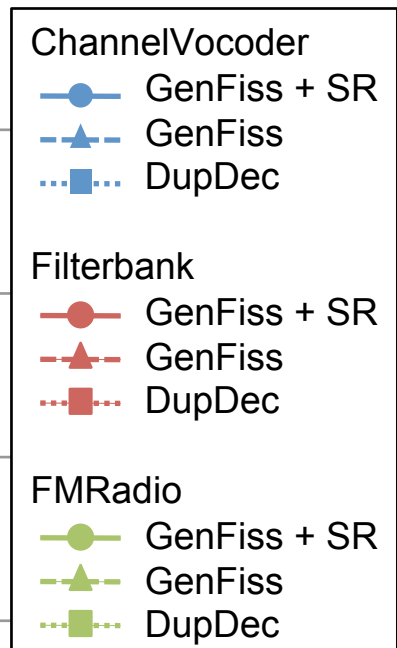 ChannelVocoder
GenFiss + SR
GenFiss
DupDec
Filterbank
GenFiss + SR
GenFiss
DupDec
FMRadio
GenFiss + SR
GenFiss
DupDec